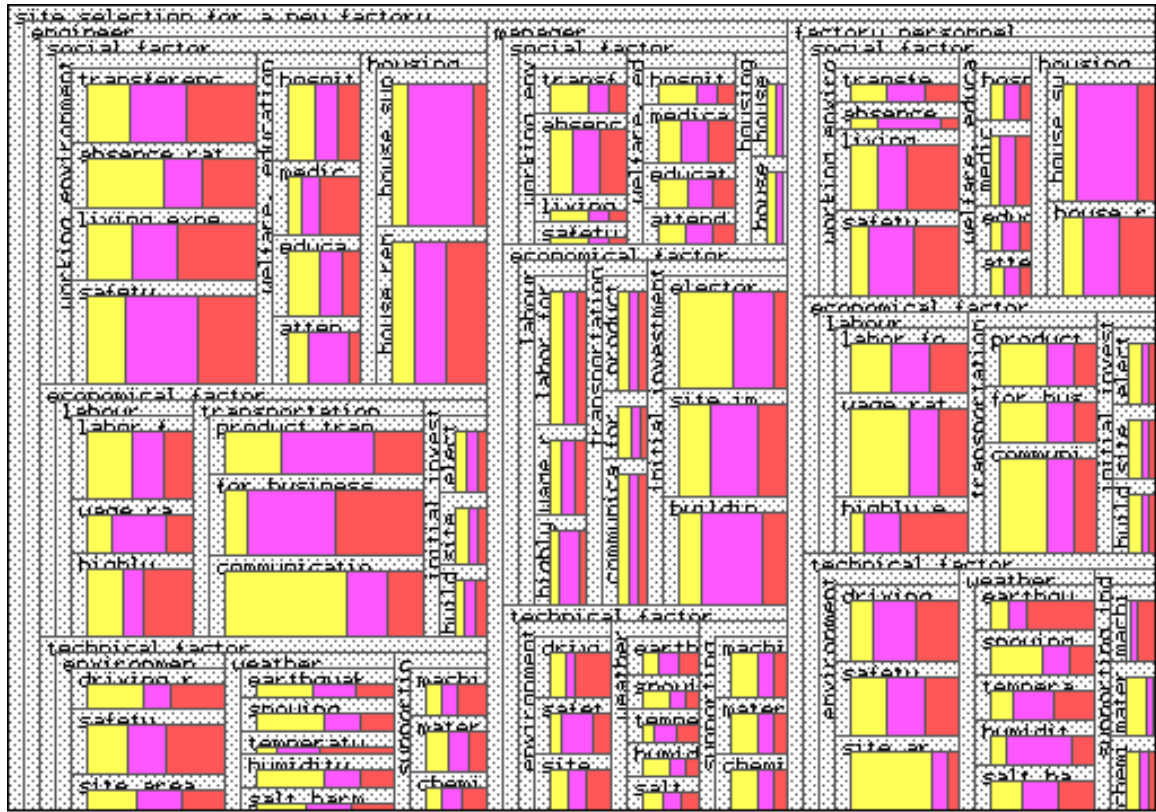 site selection for a new factory
engineer
social factor
working environment
transferenc
absence rat
living expe
safety
welfare, education
hospit
medic
educa
atten
housing
house sup
house ren
economical factor
labour
labor f
wage ra
highly
transportation
product tran
for business
communicatio
initial invest
elect
site
build
technical factor
environmen
driving r
safety
site area
weather
earthquak
snowing
temperatu
humidity
salt harm
supportin
machi
mater
chemi
manager
social factor
working env
transf
absenc
living
safety
welfare, ed
hospit
medica
educat
attend
housing
house
house
economical factor
labour
labor for
wage r
highly
transportation
product
for
communica
initial investment
elector
site im
buildin
technical factor
environment
driv
safet
site
weather
earth
snowi
tempe
humid
salt
supporting
machi
mater
chemi
factory personnel
social factor
working enviro
transfe
absence
living
safety
welfare, educa
hosp
medic
educ
atte
housing
house su
house r
economical factor
labour
labor fo
wage rat
highly e
transportation
product
for bus
communi
initial invest
elect
site
build
technical factor
environment
driving
safety
site ar
weather
earthqu
snowing
tempera
humidit
salt ha
supporting ind
machi
mater
chemi